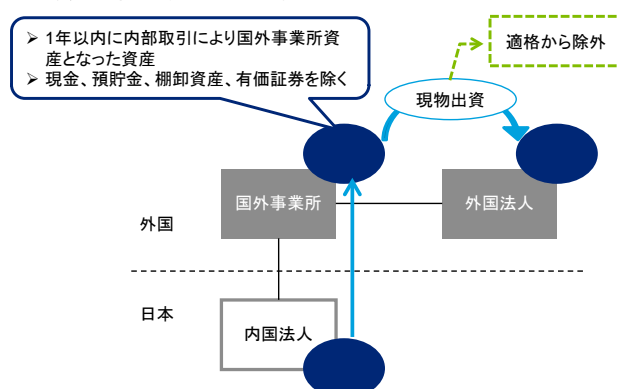 ➢ 1年以内に内部取引により国外事業所資
産となった資産
➢ 現金、預貯金、棚卸資産、有価証券を除く
適格から除外
現物出資
国外事業所
外国法人
外国
日本
内国法人